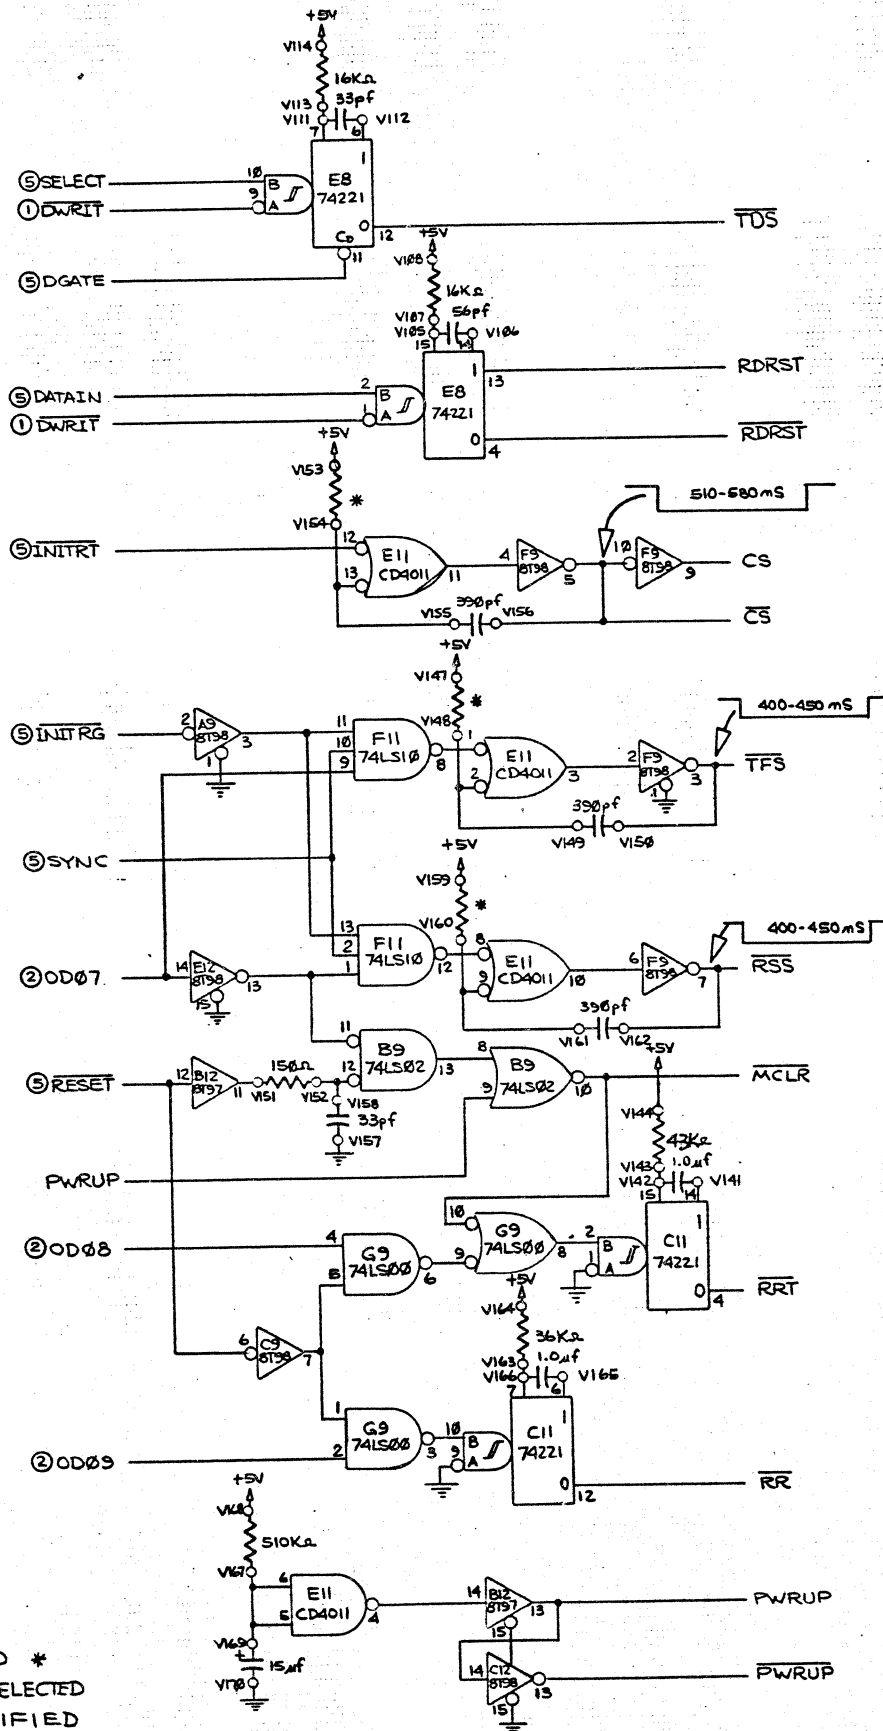 +5V
V114
16KΩ
V113
33pf
V111
V112
7
6
1
⑤SELECT
10
B
E8
74221
①DWRIT
9
A
0
12
TDS
CD
11
+5V
⑤DGATE
V108
16KΩ
V107
56pf
V105
V106
15
14
1
13
RDRST
⑤DATAIN
2
B
E8
74221
①DWRIT
1
A
0
4
RDRST
+5V
V153
*
510-580mS
V154
⑤INITRT
12
E11
CD4011
13
11
4
F9
8T98
5
10
F9
8T98
9
CS
390pf
V155
V156
CS
+5V
V147
*
V148
400-450mS
⑤INITRG
2
A9
8T98
3
1
11
10
9
F11
74LS10
8
1
2
E11
CD4011
3
2
F9
8T98
3
1
TFS
390pf
V149
V150
⑤SYNC
+5V
V159
*
V160
400-450mS
13
2
1
F11
74LS10
12
8
9
E11
CD4011
10
6
F9
8T98
7
RSS
②OD07
14
E12
8T98
13
15
390pf
V161
V162
+5V
11
B9
74LS02
⑤RESET
12
B12
8T97
11
150Ω
V151
V152
12
13
8
9
B9
74LS02
10
MCLR
V158
33pf
V157
V144
43KΩ
V143
1.0µf
V142
V141
15
14
PWRUP
10
G9
74LS00
②OD08
4
G9
74LS00
5
6
9
8
2
B
1
A
1
C11
74221
0
4
RRT
+5V
V164
36KΩ
V163
1.0µf
V166
V165
7
6
6
C9
8T98
7
1
G9
74LS00
2
3
10
B
9
A
1
C11
74221
②OD09
0
12
RR
+5V
V168
510KΩ
V167
6
E11
CD4011
5
4
14
B12
8T97
13
15
PWRUP
V169
+
15µf
V170
14
C12
8T98
13
15
PWRUP
D *
ELECTED
IFIED